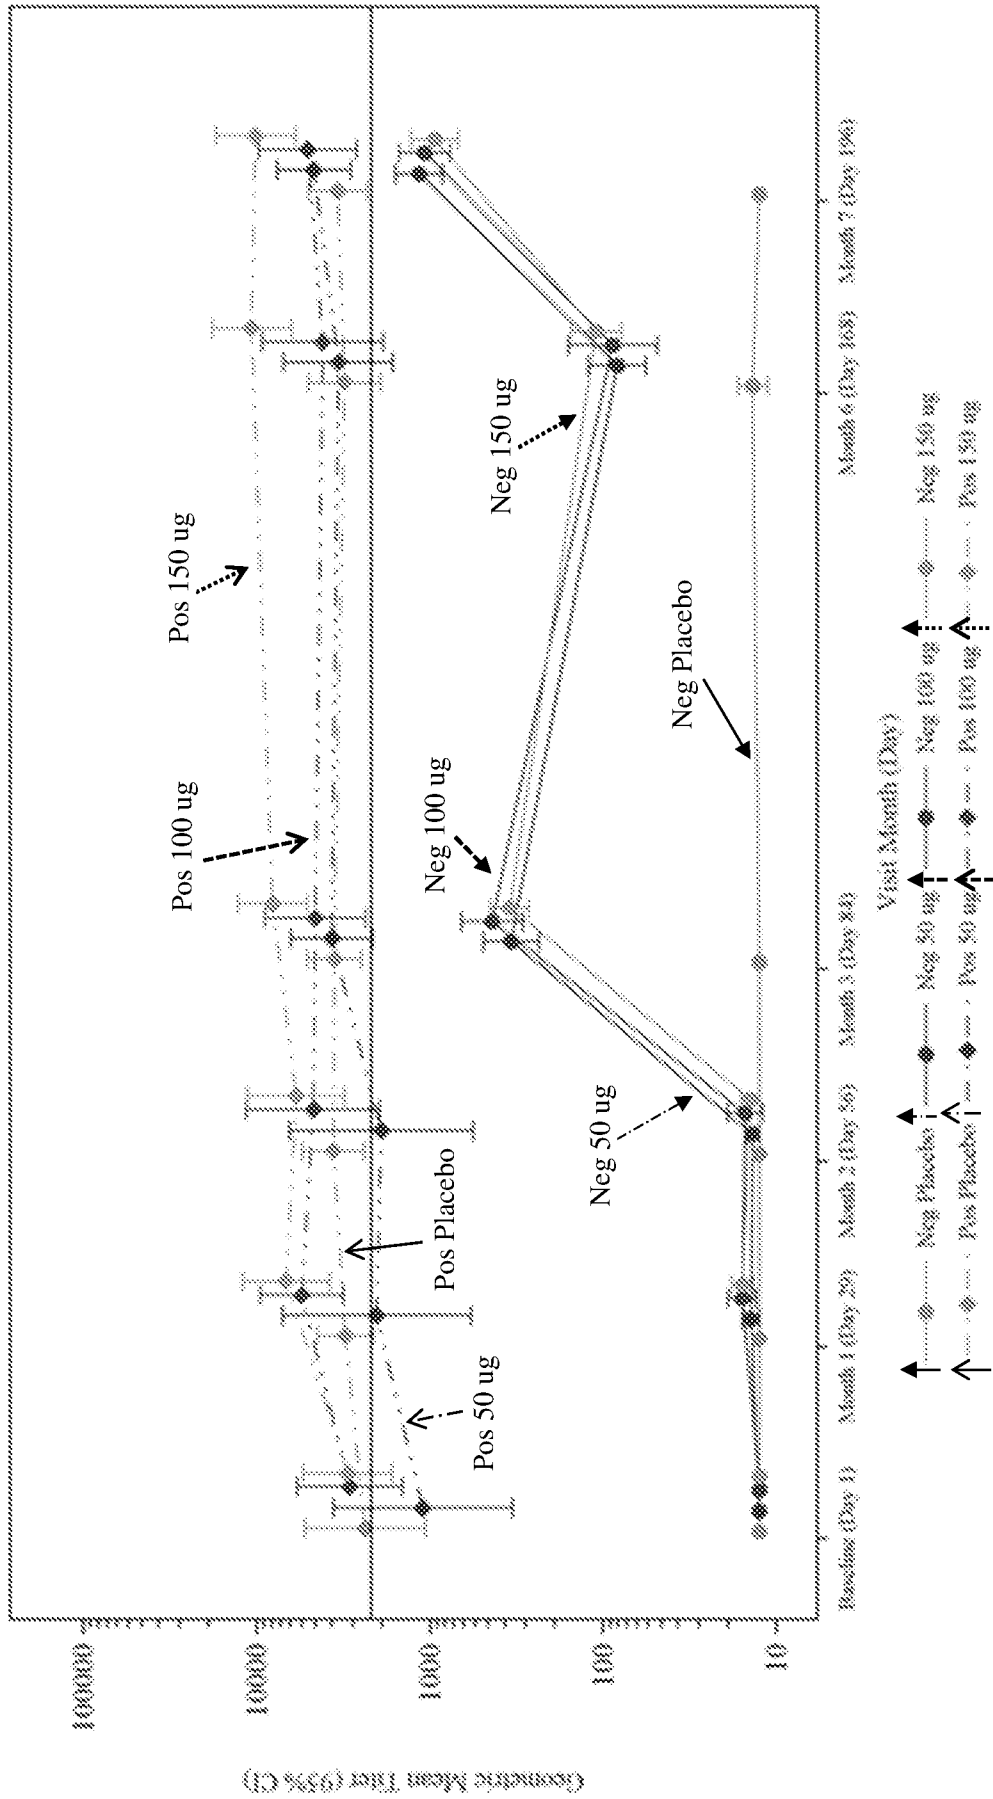 Geometric Mean Titer (95% CI)
100000
10000
1000
100
10
Pos 150 ug
Pos 100 ug
Pos Placebo
Pos 50 ug
Neg 150 ug
Neg 100 ug
Neg 50 ug
Neg Placebo
Baseline (Day 1)
Month 1 (Day 29)
Month 2 (Day 56)
Month 3 (Day 84)
Month 6 (Day 168)
Month 7 (Day 196)
Visit Month (Day)
Neg Placebo Neg 50 ug Neg 100 ug Neg 150 ug
Pos Placebo Pos 50 ug Pos 100 ug Pos 150 ug